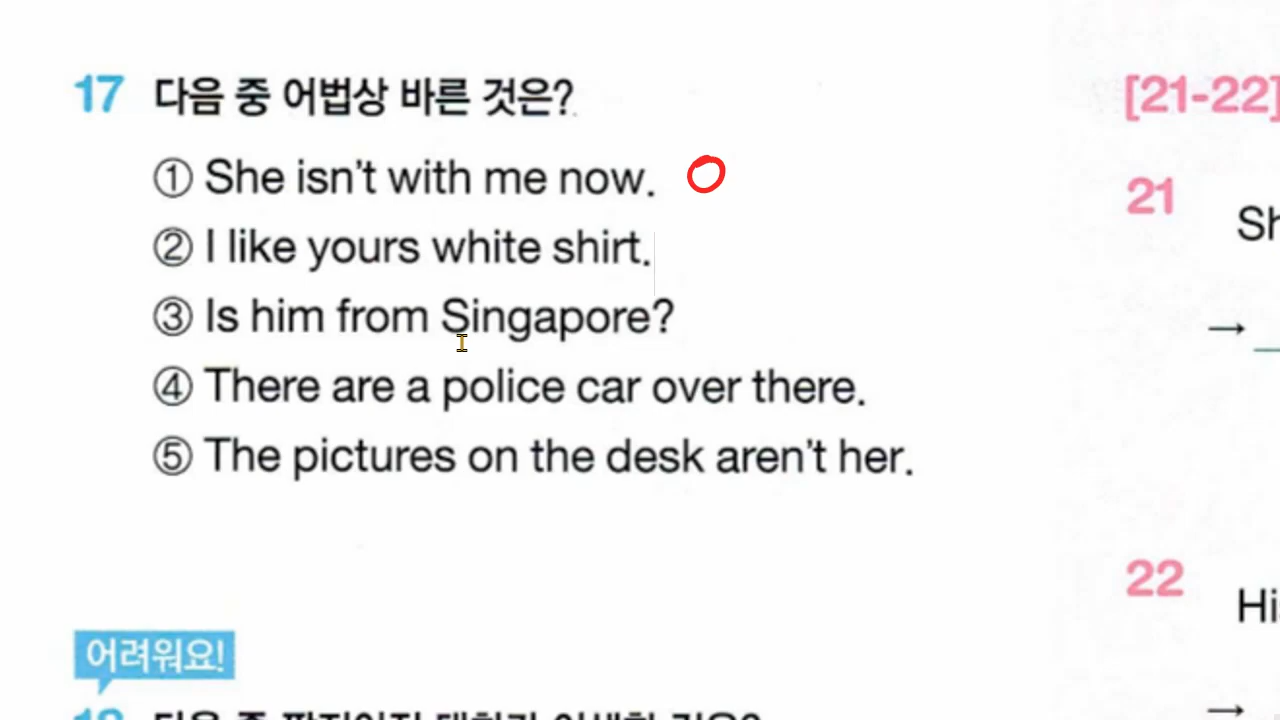 17 다음 중 어법상 바른 것은?
① She isn't with me now.
② I like yours white shirt.
③ Is him from Singapore?
④ There are a police car over there.
⑤ The pictures on the desk aren't her.
어려워요!
[21-22]
21
Sh
→
22
His
→